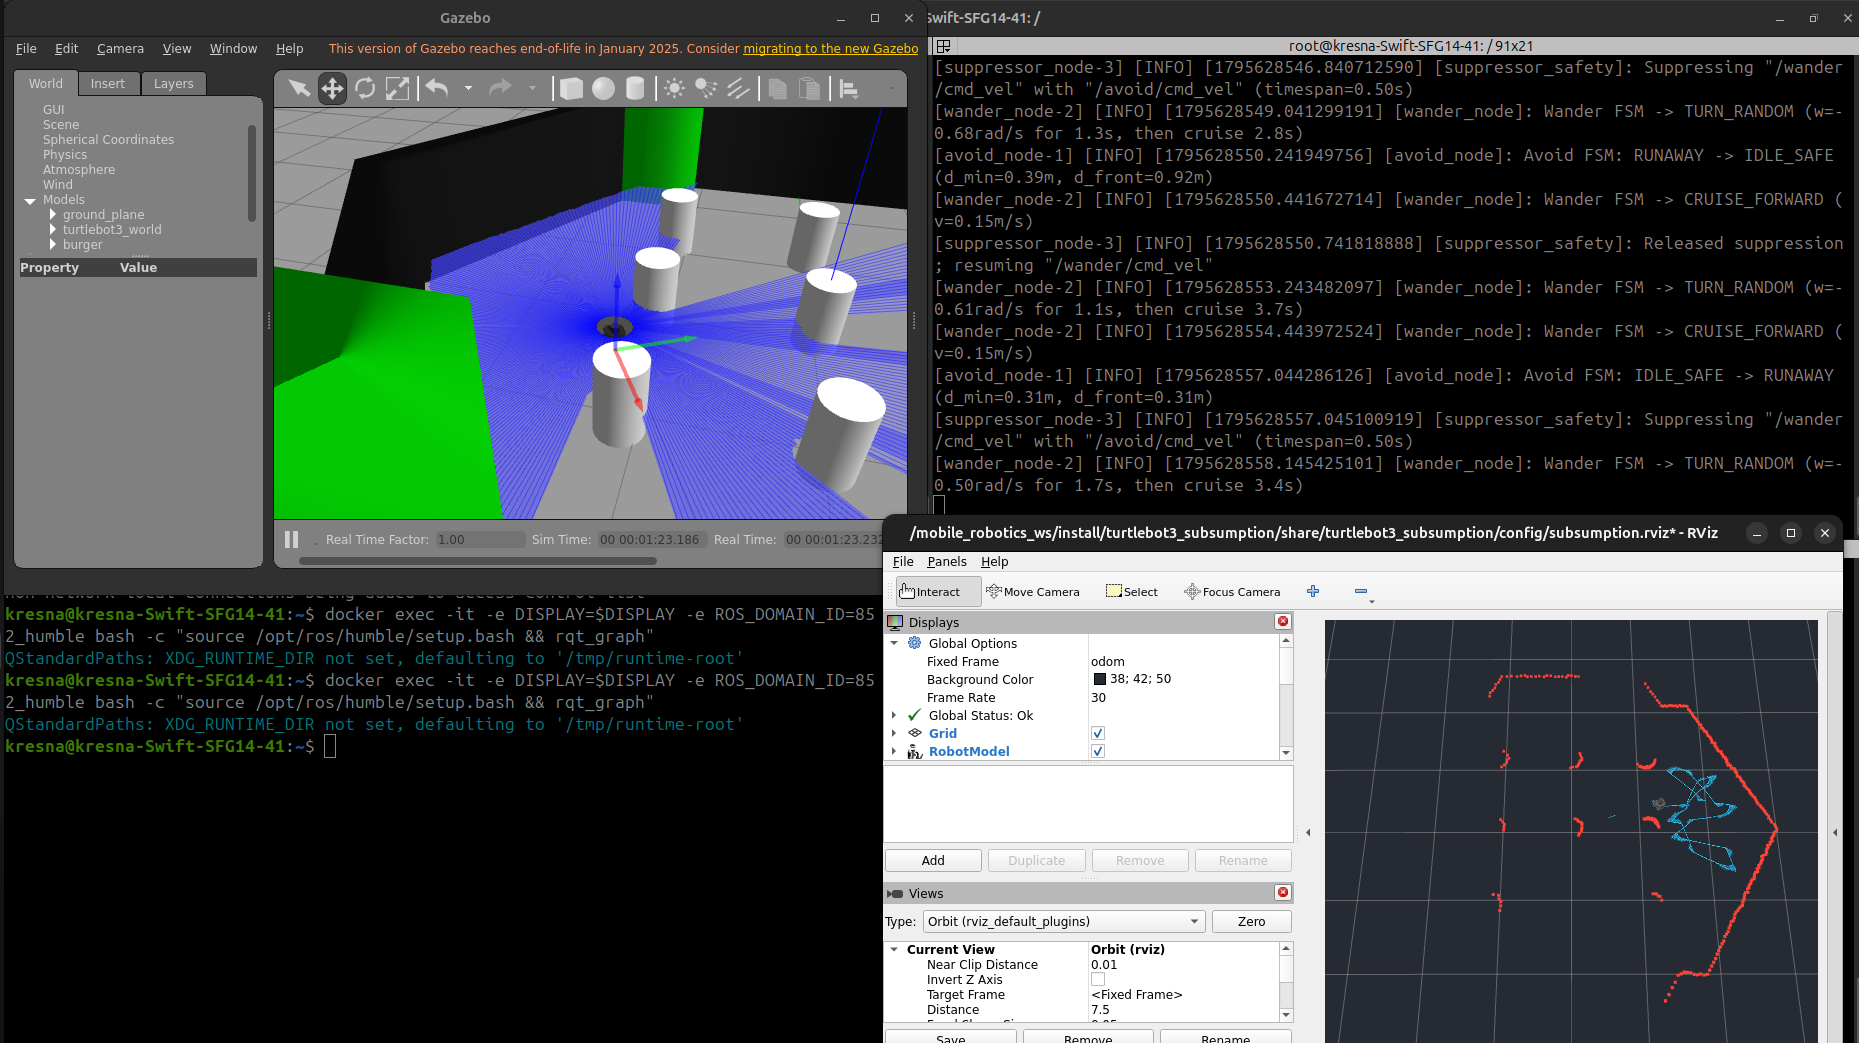 Gazebo
File Edit Camera View Window Help This version of Gazebo reaches end-of-life in January 2025. Consider migrating to the new Gazebo
World Insert Layers
GUI
Scene
Spherical Coordinates
Physics
Atmosphere
Wind
Models
ground_plane
turtlebot3_world
burger
Property Value
Real Time Factor: 1.00 Sim Time: 00 00:01:23.186 Real Time: 00 00:01:23.232
Swift-SFG14-41: /
root@kresna-Swift-SFG14-41: / 91x21
[suppressor_node-3] [INFO] [1795628546.840712590] [suppressor_safety]: Suppressing "/wander
/cmd_vel" with "/avoid/cmd_vel" (timespan=0.50s)
[wander_node-2] [INFO] [1795628549.041299191] [wander_node]: Wander FSM -> TURN_RANDOM (w=-
0.68rad/s for 1.3s, then cruise 2.8s)
[avoid_node-1] [INFO] [1795628550.241949756] [avoid_node]: Avoid FSM: RUNAWAY -> IDLE_SAFE
(d_min=0.39m, d_front=0.92m)
[wander_node-2] [INFO] [1795628550.441672714] [wander_node]: Wander FSM -> CRUISE_FORWARD (
v=0.15m/s)
[suppressor_node-3] [INFO] [1795628550.741818888] [suppressor_safety]: Released suppression
; resuming "/wander/cmd_vel"
[wander_node-2] [INFO] [1795628553.243482097] [wander_node]: Wander FSM -> TURN_RANDOM (w=-
0.61rad/s for 1.1s, then cruise 3.7s)
[wander_node-2] [INFO] [1795628554.443972524] [wander_node]: Wander FSM -> CRUISE_FORWARD (
v=0.15m/s)
[avoid_node-1] [INFO] [1795628557.044286126] [avoid_node]: Avoid FSM: IDLE_SAFE -> RUNAWAY
(d_min=0.31m, d_front=0.31m)
[suppressor_node-3] [INFO] [1795628557.045100919] [suppressor_safety]: Suppressing "/wander
/cmd_vel" with "/avoid/cmd_vel" (timespan=0.50s)
[wander_node-2] [INFO] [1795628558.145425101] [wander_node]: Wander FSM -> TURN_RANDOM (w=-
0.50rad/s for 1.7s, then cruise 3.4s)
non-network local connections being added to access control list
kresna@kresna-Swift-SFG14-41:~$ docker exec -it -e DISPLAY=$DISPLAY -e ROS_DOMAIN_ID=85
2_humble bash -c "source /opt/ros/humble/setup.bash && rqt_graph"
QStandardPaths: XDG_RUNTIME_DIR not set, defaulting to '/tmp/runtime-root'
kresna@kresna-Swift-SFG14-41:~$ docker exec -it -e DISPLAY=$DISPLAY -e ROS_DOMAIN_ID=85
2_humble bash -c "source /opt/ros/humble/setup.bash && rqt_graph"
QStandardPaths: XDG_RUNTIME_DIR not set, defaulting to '/tmp/runtime-root'
kresna@kresna-Swift-SFG14-41:~$
/mobile_robotics_ws/install/turtlebot3_subsumption/share/turtlebot3_subsumption/config/subsumption.rviz* - RViz
File Panels Help
Interact Move Camera Select Focus Camera
Displays
Global Options
Fixed Frame odom
Background Color 38; 42; 50
Frame Rate 30
Global Status: Ok
Grid
RobotModel
Add Duplicate Remove Rename
Views
Type: Orbit (rviz_default_plugins) Zero
Current View Orbit (rviz)
Near Clip Distance 0.01
Invert Z Axis
Target Frame <Fixed Frame>
Distance 7.5
Save Remove Rename